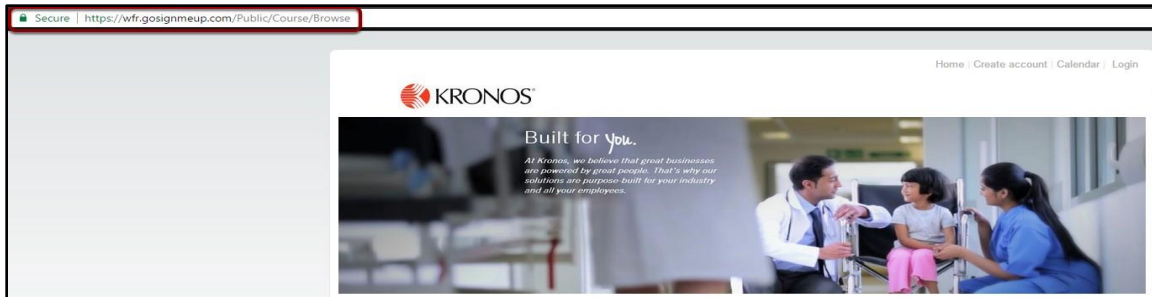 Secure | https://wfr.gosignmeup.com/Public/Course/Browse
Home | Create account | Calendar | Login
KRONOS
Built for you.
At Kronos, we believe that great businesses
are powered by great people. That's why our
solutions are purpose-built for your industry
and all your employees.